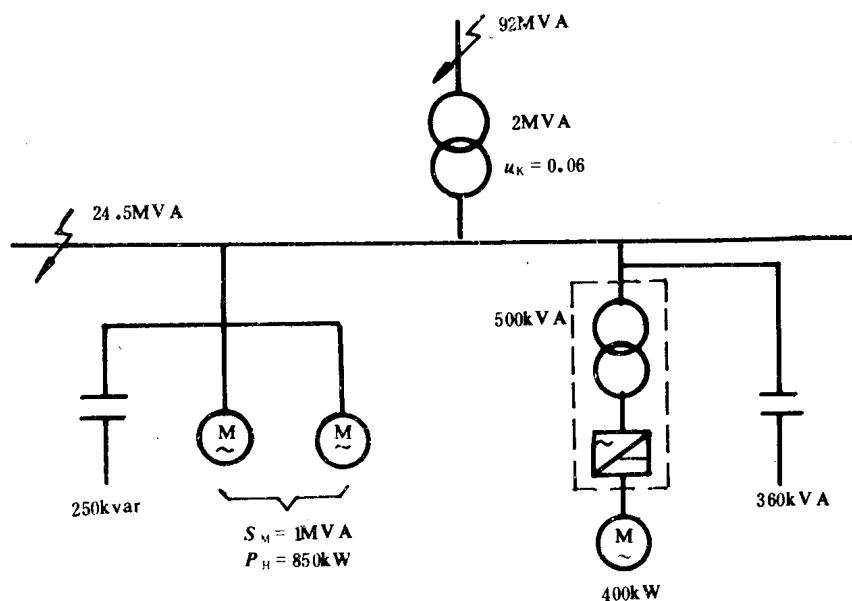 92MVA
2MVA
u_K = 0.06
24.5MVA
500kVA
~
M
~
M
~
250kvar
360kVA
S_M = 1MVA
P_H = 850kW
M
~
400kW